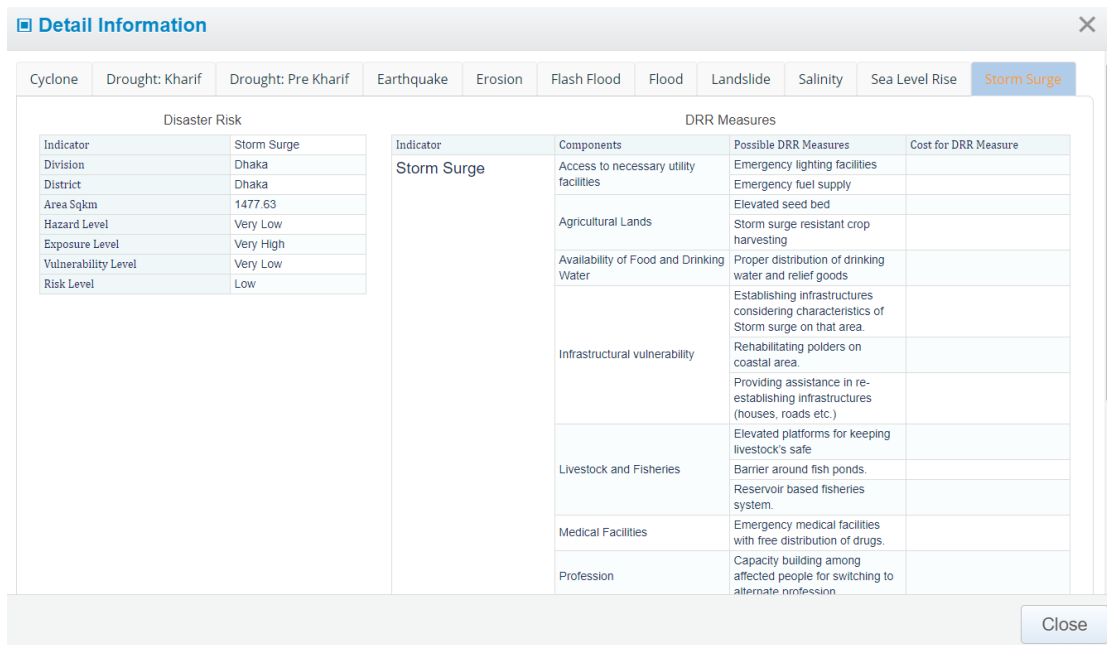 Detail Information
×
Cyclone
Drought: Kharif
Drought: Pre Kharif
Earthquake
Erosion
Flash Flood
Flood
Landslide
Salinity
Sea Level Rise
Storm Surge
Disaster Risk
Indicator Storm Surge
Division Dhaka
District Dhaka
Area Sqkm 1477.63
Hazard Level Very Low
Exposure Level Very High
Vulnerability Level Very Low
Risk Level Low
DRR Measures
Indicator Components Possible DRR Measures Cost for DRR Measure
Storm Surge
Access to necessary utility
facilities
Emergency lighting facilities
Emergency fuel supply
Agricultural Lands
Elevated seed bed
Storm surge resistant crop
harvesting
Availability of Food and Drinking
Water
Proper distribution of drinking
water and relief goods
Infrastructural vulnerability
Establishing infrastructures
considering characteristics of
Storm surge on that area.
Rehabilitating polders on
coastal area.
Providing assistance in re-
establishing infrastructures
(houses, roads etc.)
Livestock and Fisheries
Elevated platforms for keeping
livestock's safe
Barrier around fish ponds.
Reservoir based fisheries
system.
Medical Facilities
Emergency medical facilities
with free distribution of drugs.
Profession
Capacity building among
affected people for switching to
alternate profession
Close